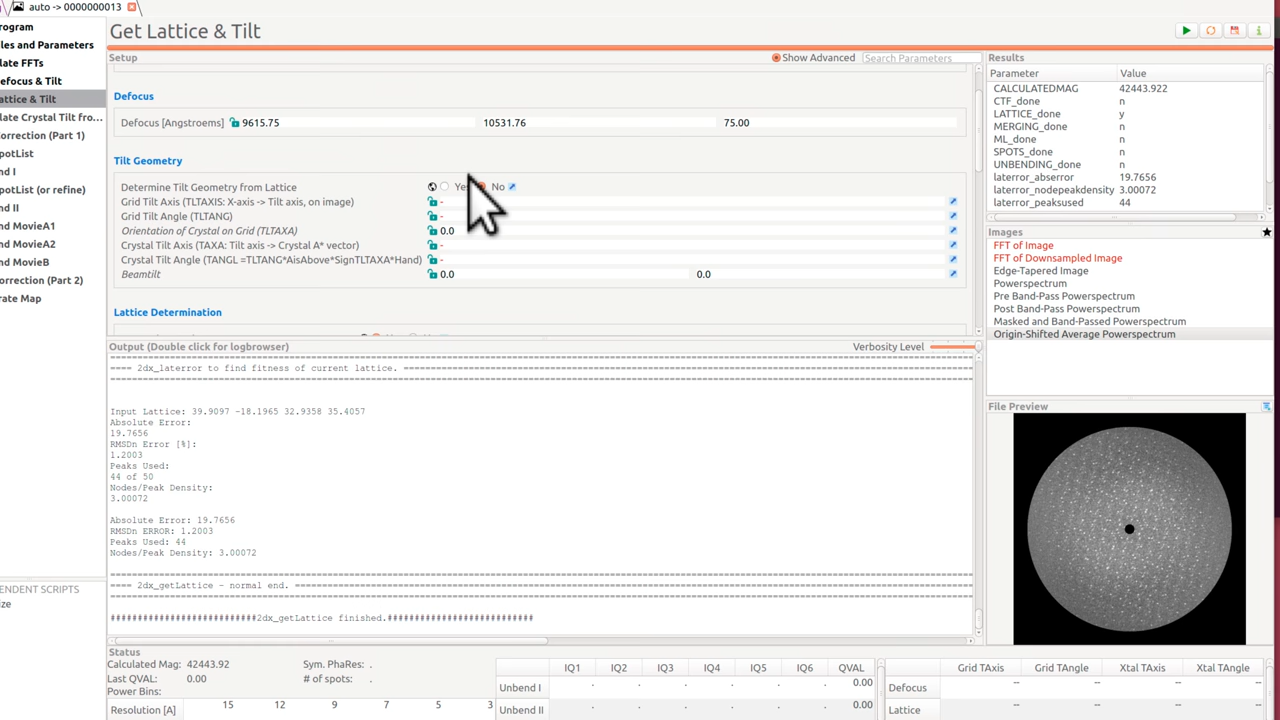 auto -> 0000000013
rogram
les and Parameters
late FFTs
efocus & Tilt
attice & Tilt
late Crystal Tilt fro...
orrection (Part 1)
potList
nd I
potList (or refine)
nd II
nd MovieA1
nd MovieA2
nd MovieB
orrection (Part 2)
rate Map
ENDENT SCRIPTS
ize
Get Lattice & Tilt
Setup
Show Advanced
Search Parameters
Defocus
Defocus [Angstroems] 9615.75 10531.76 75.00
Tilt Geometry
Determine Tilt Geometry from Lattice Yes No
Grid Tilt Axis (TLTAXIS: X-axis -> Tilt axis, on image) -
Grid Tilt Angle (TLTANG) -
Orientation of Crystal on Grid (TLTAXA) 0.0
Crystal Tilt Axis (TAXA: Tilt axis -> Crystal A* vector) -
Crystal Tilt Angle (TANGL =TLTANG*AisAbove*SignTLTAXA*Hand) -
Beamtilt 0.0 0.0
Lattice Determination
Output (Double click for logbrowser)
Verbosity Level
==== 2dx_laterror to find fitness of current lattice.
Input Lattice: 39.9097 -18.1965 32.9358 35.4057
Absolute Error:
19.7656
RMSDn Error [%]:
1.2003
Peaks Used:
44 of 50
Nodes/Peak Density:
3.00072
Absolute Error: 19.7656
RMSDn ERROR: 1.2003
Peaks Used: 44
Nodes/Peak Density: 3.00072
==== 2dx_getLattice - normal end.
##########################2dx_getLattice finished.##########################
Results
Parameter Value
CALCULATEDMAG 42443.922
CTF_done n
LATTICE_done y
MERGING_done n
ML_done n
SPOTS_done n
UNBENDING_done n
laterror_abserror 19.7656
laterror_nodepeakdensity 3.00072
laterror_peaksused 44
Images
FFT of Image
FFT of Downsampled Image
Edge-Tapered Image
Powerspectrum
Pre Band-Pass Powerspectrum
Post Band-Pass Powerspectrum
Masked and Band-Passed Powerspectrum
Origin-Shifted Average Powerspectrum
File Preview
Status
Calculated Mag: 42443.92 Sym. PhaRes: .
Last QVAL: 0.00 # of spots: .
Power Bins:
Resolution [A] 15 12 9 7 5 3
IQ1 IQ2 IQ3 IQ4 IQ5 IQ6 QVAL
Unbend I . . . . . . 0.00
Unbend II . . . . . . 0.00
Grid TAxis Grid TAngle Xtal TAxis Xtal TAngle
Defocus -- -- -- --
Lattice -- -- -- --